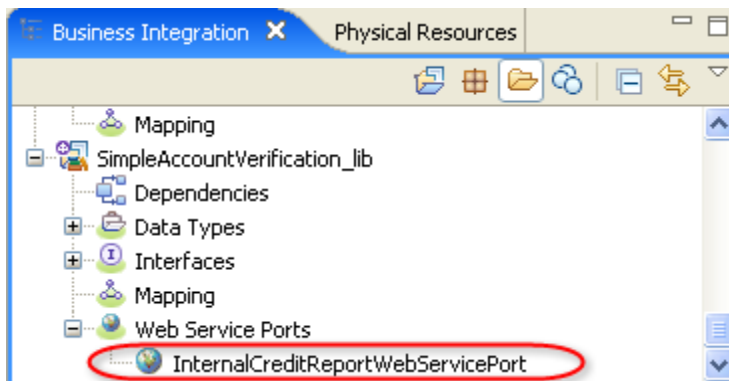 Business Integration Physical Resources
Mapping
SimpleAccountVerification_lib
Dependencies
Data Types
Interfaces
Mapping
Web Service Ports
InternalCreditReportWebServicePort